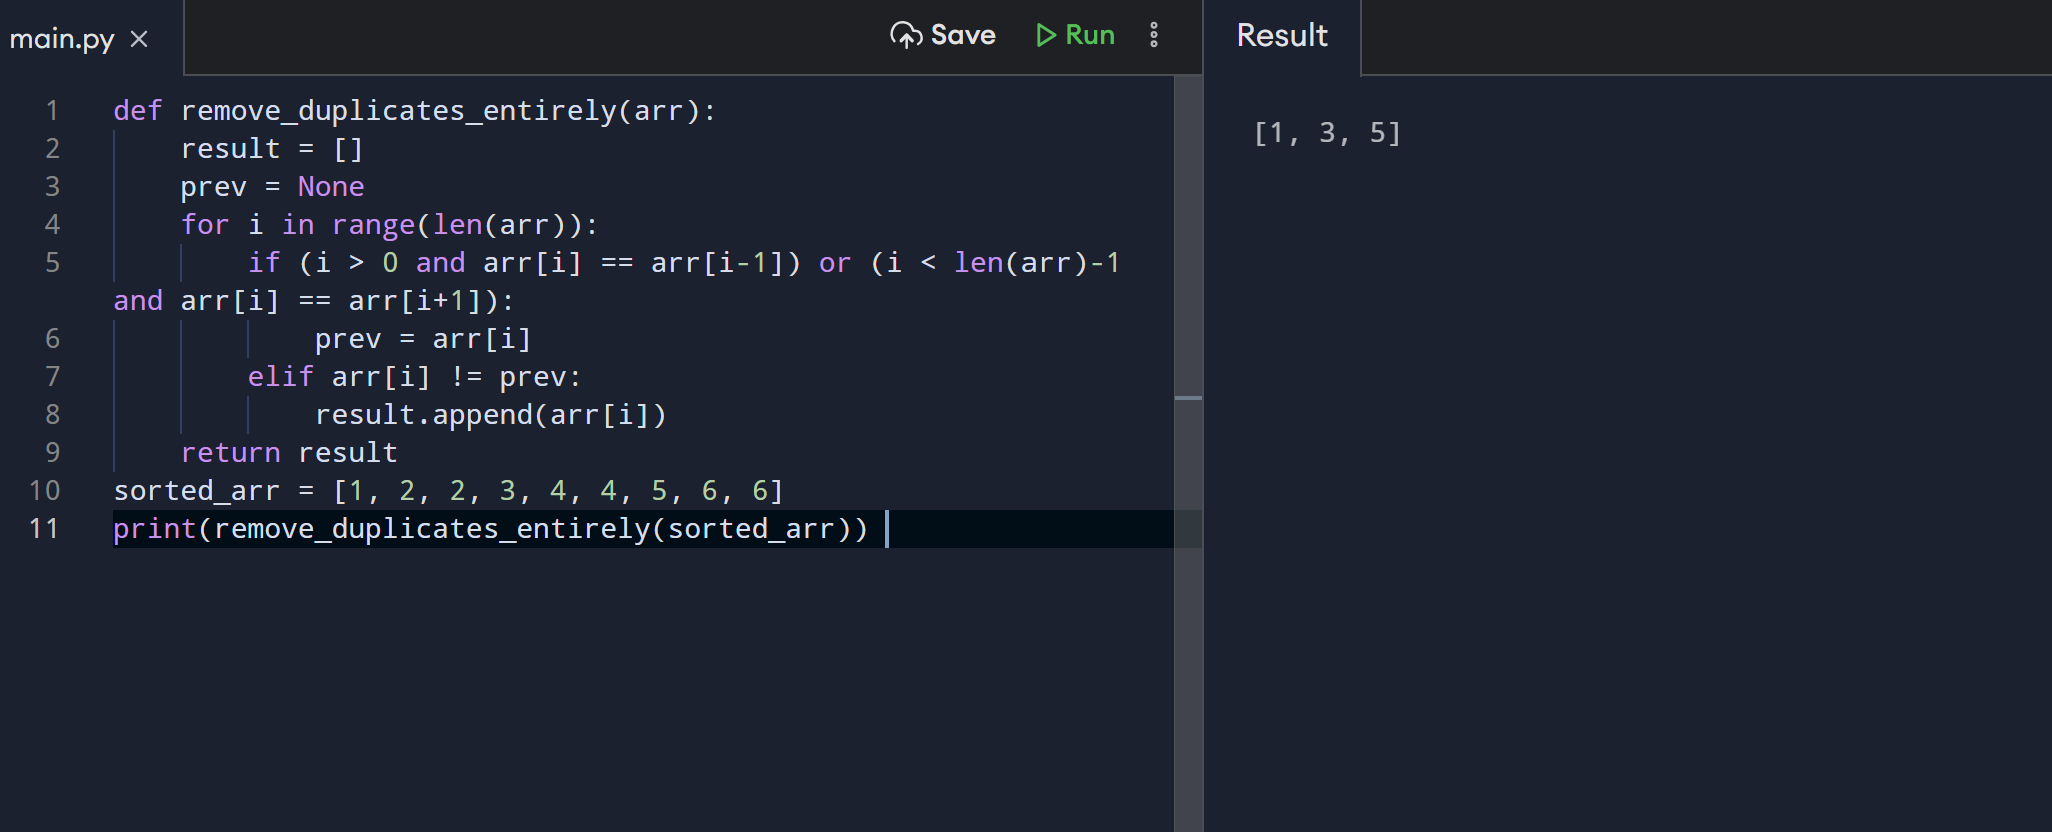 main.py ×
Save
Run
Result
1 def remove_duplicates_entirely(arr):
2 result = []
3 prev = None
4 for i in range(len(arr)):
5 if (i > 0 and arr[i] == arr[i-1]) or (i < len(arr)-1
and arr[i] == arr[i+1]):
6 prev = arr[i]
7 elif arr[i] != prev:
8 result.append(arr[i])
9 return result
10 sorted_arr = [1, 2, 2, 3, 4, 4, 5, 6, 6]
11 print(remove_duplicates_entirely(sorted_arr))
[1, 3, 5]